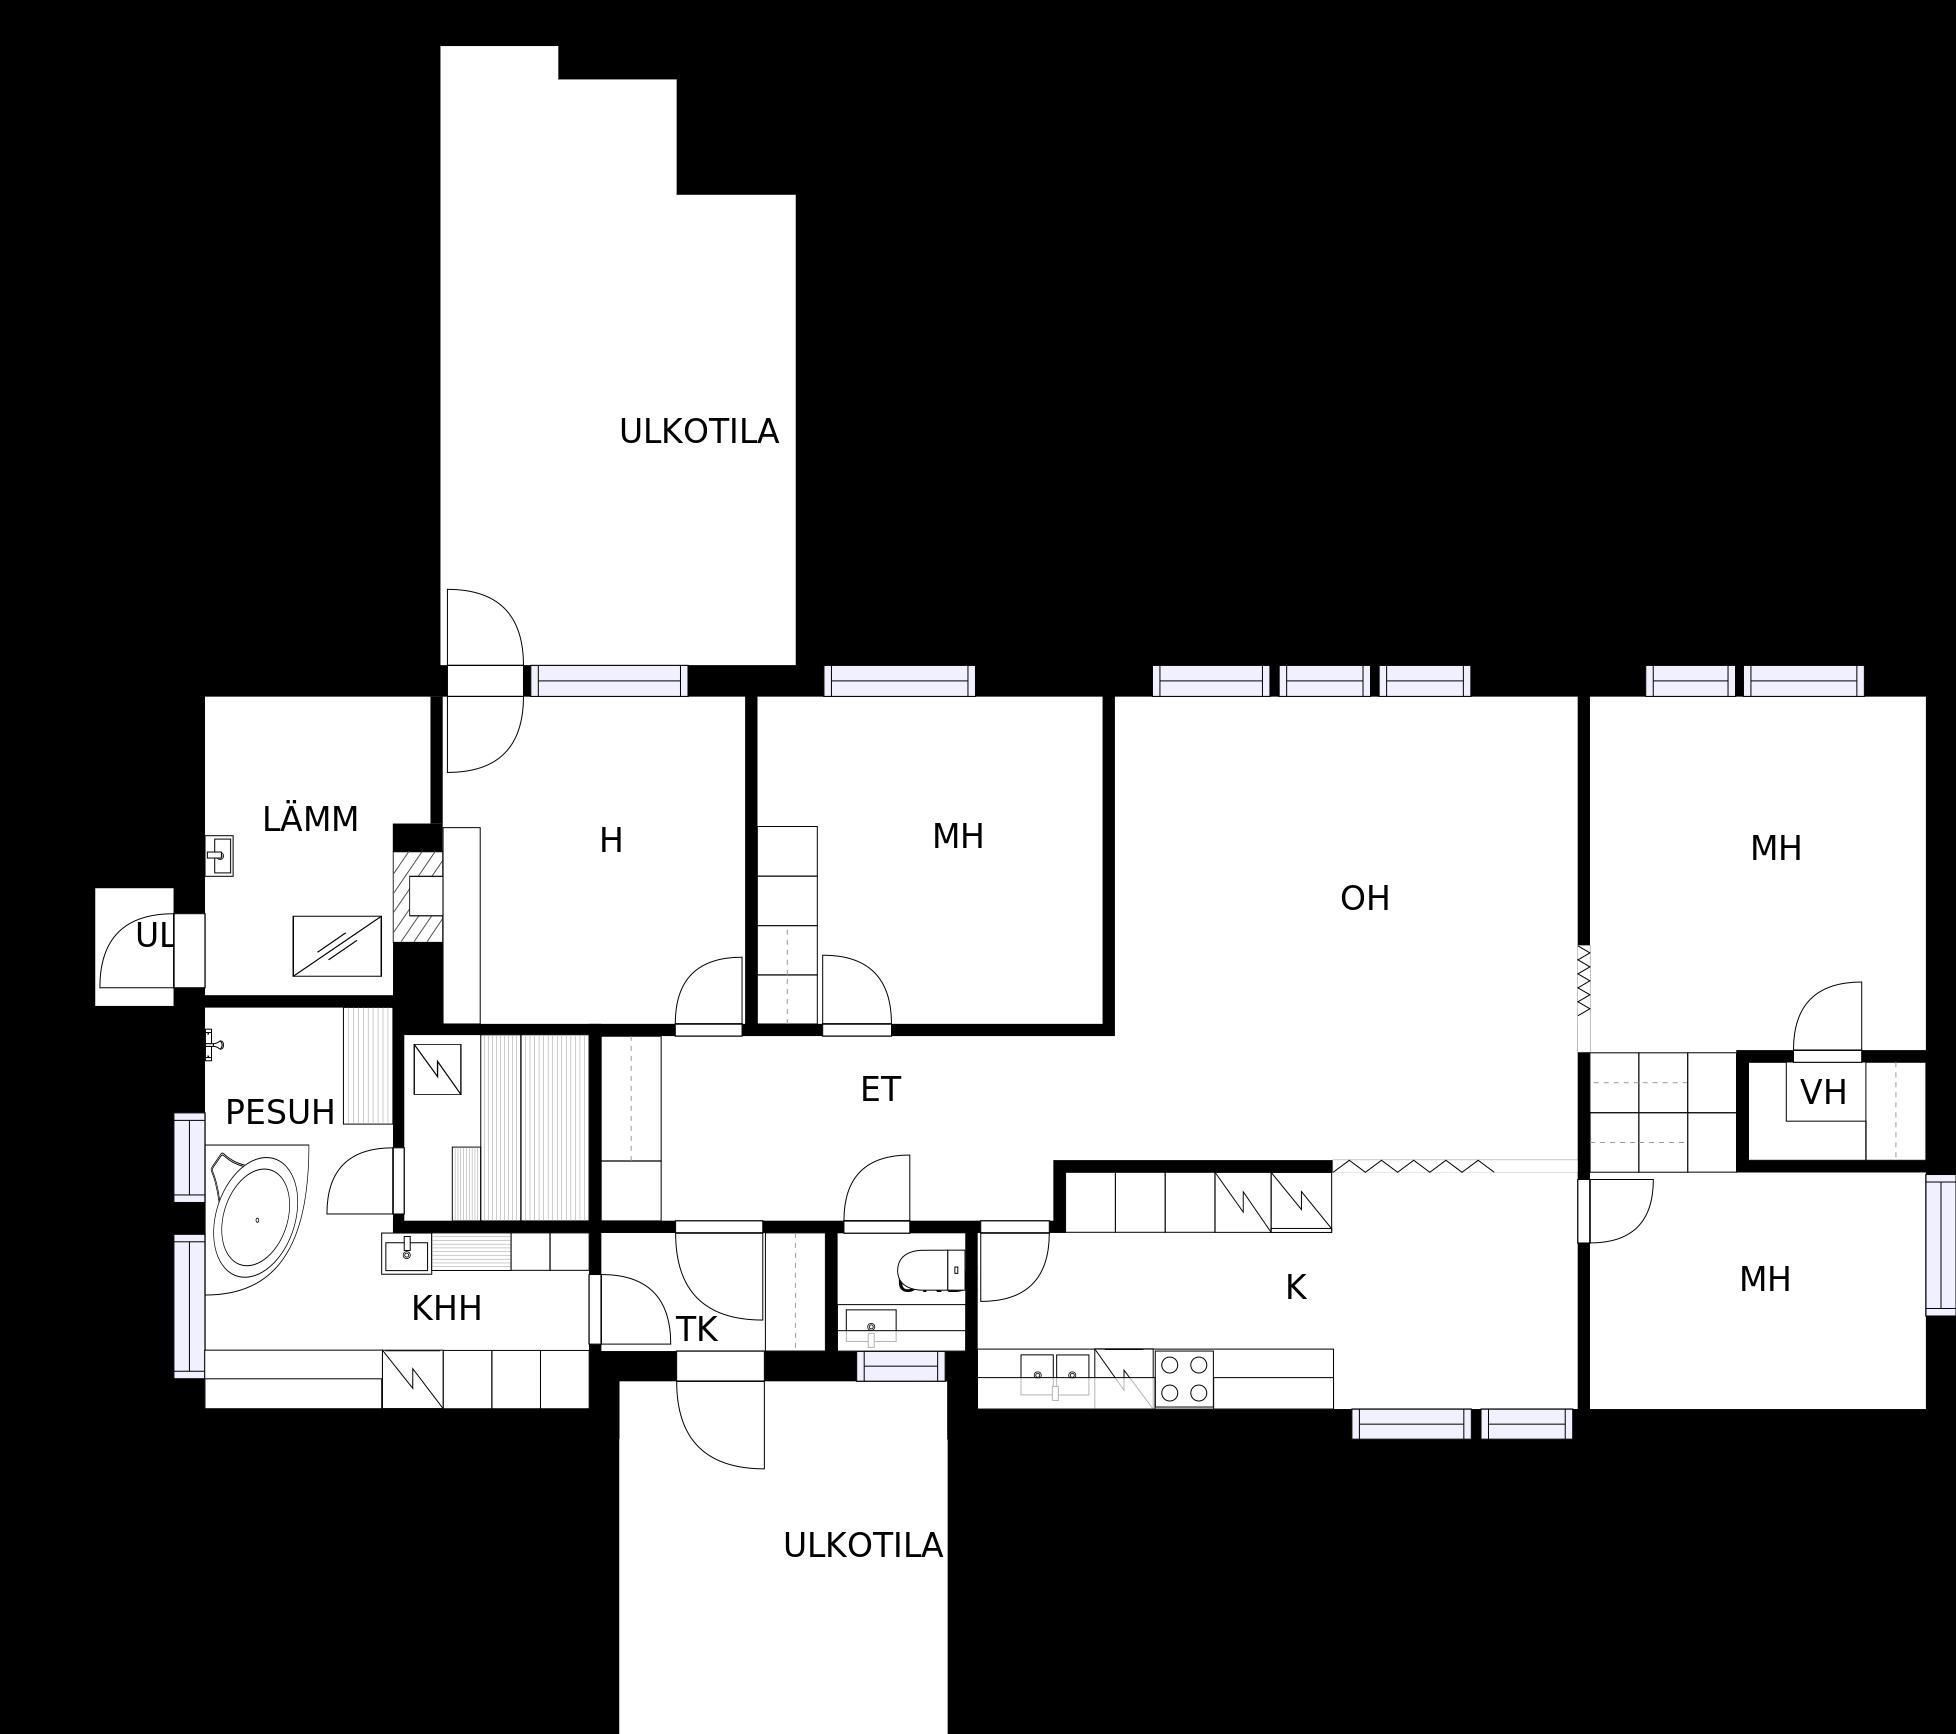 ULKOTILA
LÄMM
H
MH
MH
OH
UL
ET
VH
PESUH
KHH
TK
K
MH
ULKOTILA